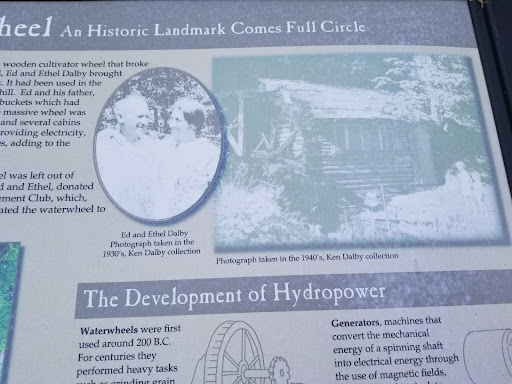 An Historic Landmark Comes Full Circle
wooden cultivator wheel that broke
Ed and Ethel Dalby brought
It had been used in the
hill. Ed and his father,
buckets which had
massive wheel was
and several cabins
providing electricity,
adding to the
was left out of
and Ethel, donated
Club, which,
the waterwheel to
Ed and Ethel Dalby
Photograph taken in the
1930's, Ken Dalby collection
Photograph taken in the 1940's, Ken Dalby collection
The Development of Hydropower
Waterwheels were first
used around 200 B.C.
For centuries they
performed heavy tasks
such as grinding grain
Generators, machines that
convert the mechanical
energy of a spinning shaft
into electrical energy through
the use of magnetic fields,